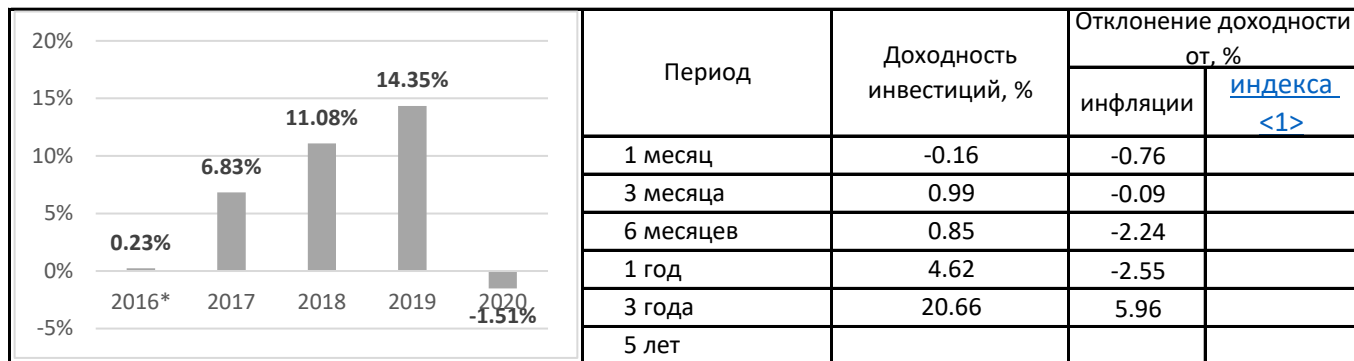 20%
15%
10%
5%
0%
-5%
0.23%
6.83%
11.08%
14.35%
-1.51%
2016* 2017 2018 2019 2020
Период
Доходность
инвестиций, %
Отклонение доходности
от, %
инфляции
индекса
<1>
1 месяц -0.16 -0.76
3 месяца 0.99 -0.09
6 месяцев 0.85 -2.24
1 год 4.62 -2.55
3 года 20.66 5.96
5 лет